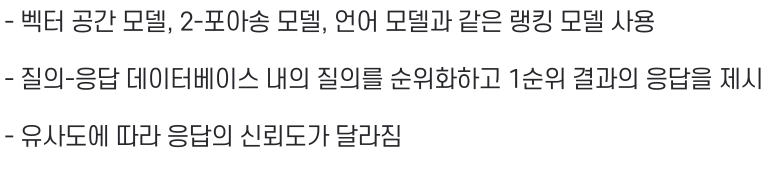 - 벡터 공간 모델, 2-포아송 모델, 언어 모델과 같은 랭킹 모델 사용
- 질의-응답 데이터베이스 내의 질의를 순위화하고 1순위 결과의 응답을 제시
- 유사도에 따라 응답의 신뢰도가 달라짐